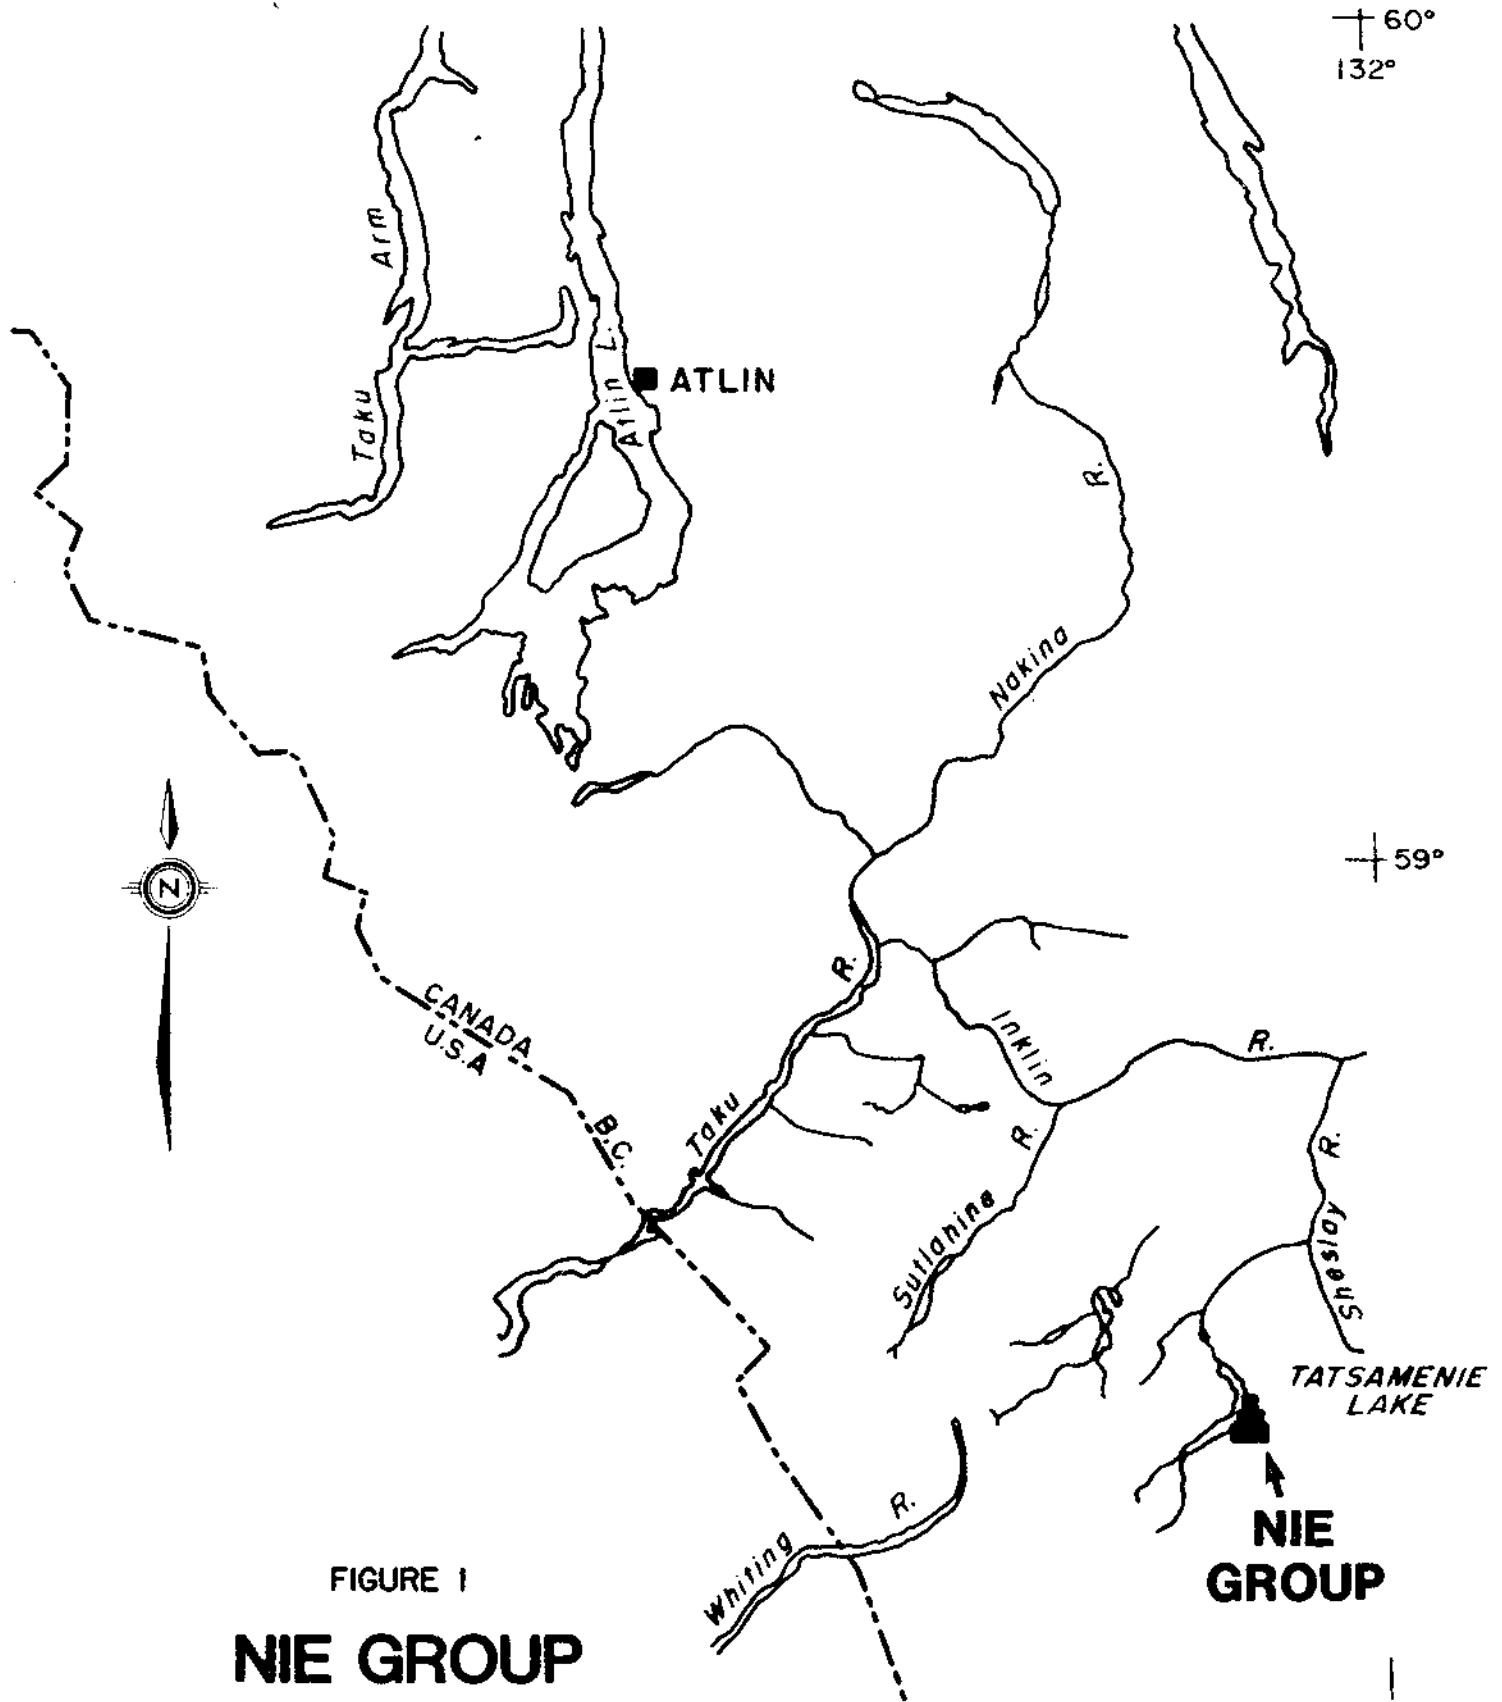 60°
132°
Taku Arm
Atlin L.
ATLIN
Nakina R.
59°
N
CANADA
U.S.A
B.C.
Taku R.
Inklin R.
Sutlahine R.
Sheslay R.
TATSAMENIE
LAKE
NIE
GROUP
Whiting R.
FIGURE 1
NIE GROUP